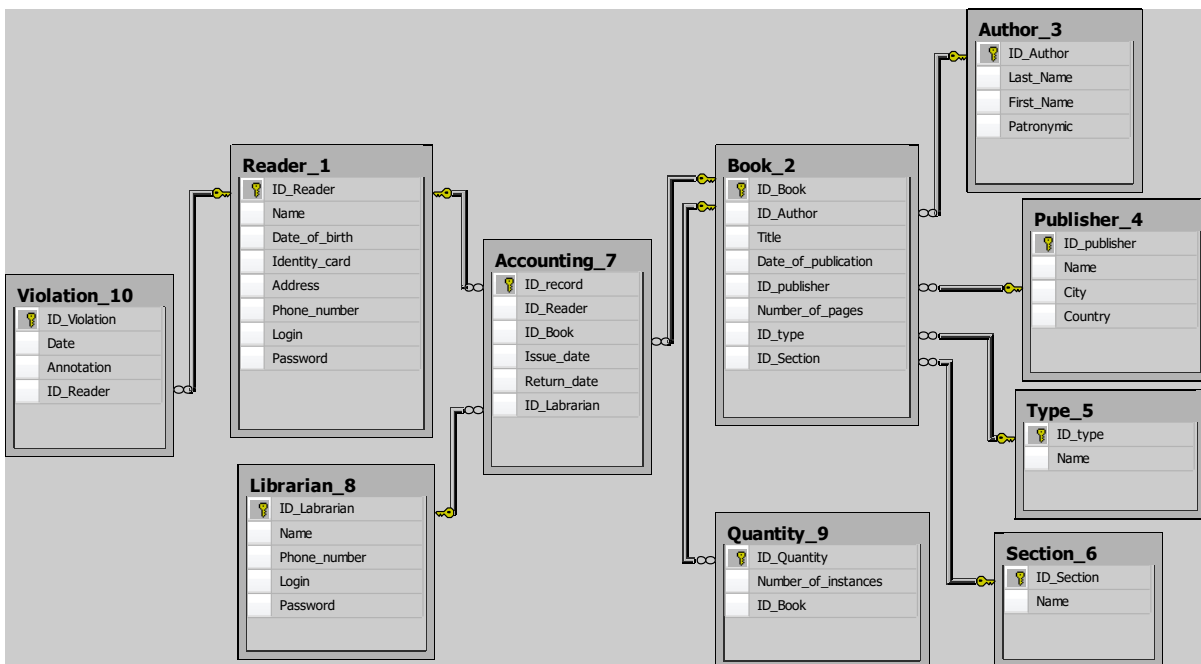 Author_3
ID_Author
Last_Name
First_Name
Patronymic
Reader_1
ID_Reader
Name
Date_of_birth
Identity_card
Address
Phone_number
Login
Password
Book_2
ID_Book
ID_Author
Title
Date_of_publication
ID_publisher
Number_of_pages
ID_type
ID_Section
Publisher_4
ID_publisher
Name
City
Country
Accounting_7
ID_record
ID_Reader
ID_Book
Issue_date
Return_date
ID_Labrarian
Violation_10
ID_Violation
Date
Annotation
ID_Reader
Type_5
ID_type
Name
Librarian_8
ID_Labrarian
Name
Phone_number
Login
Password
Quantity_9
ID_Quantity
Number_of_instances
ID_Book
Section_6
ID_Section
Name